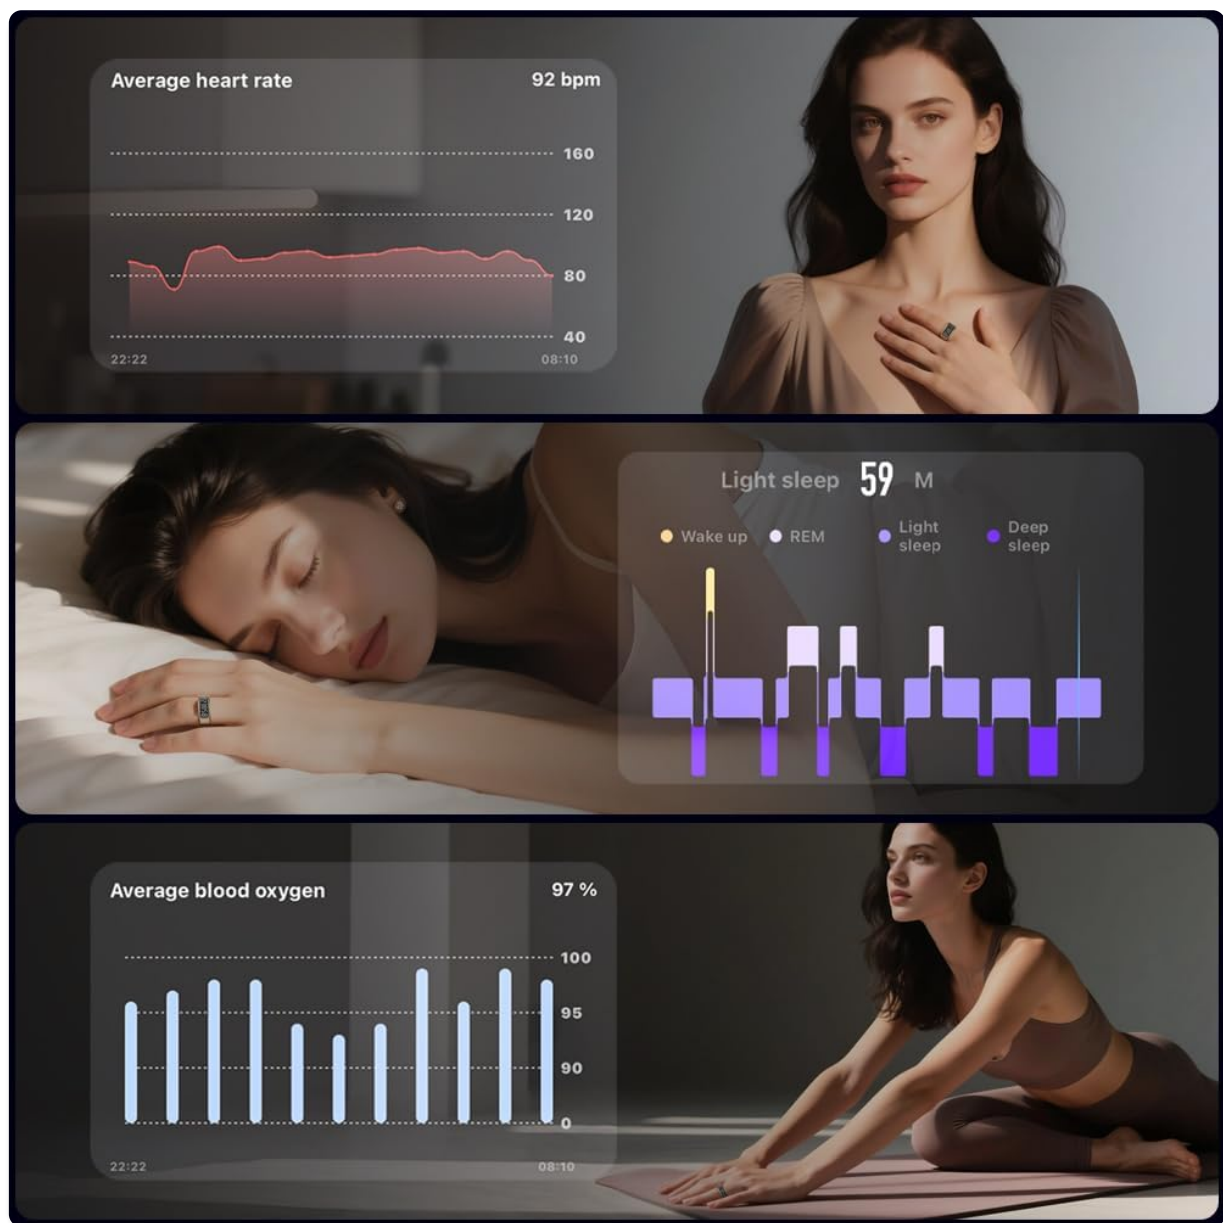 Average heart rate 92 bpm
160
120
80
40
22:22 08:10
Light sleep 59 M
Wake up REM Light sleep Deep sleep
Average blood oxygen 97 %
100
95
90
0
22:22 08:10